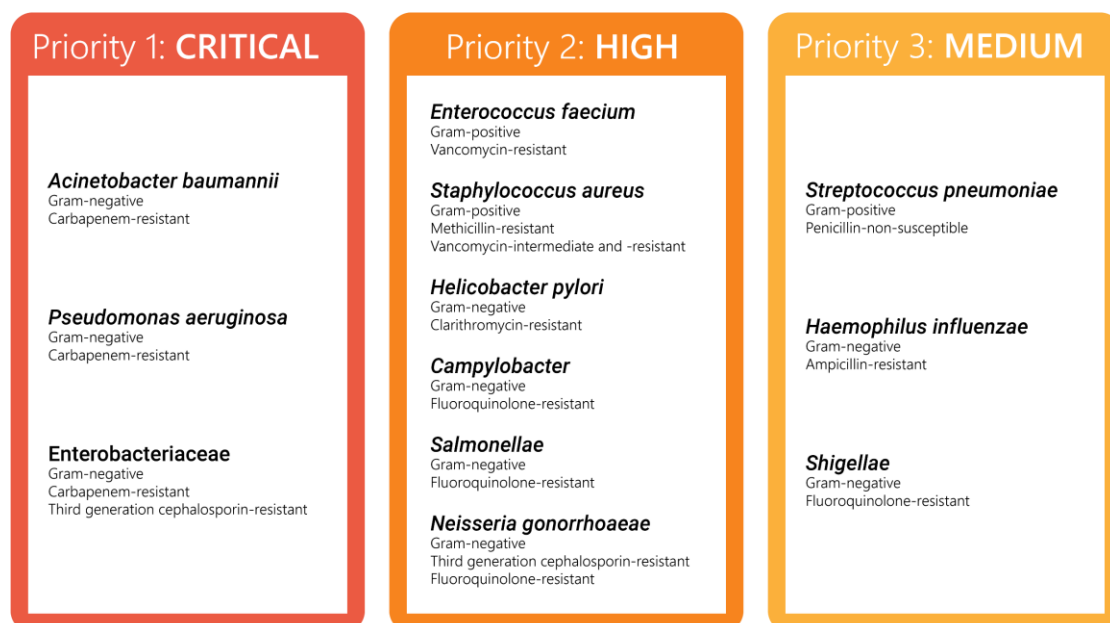 Priority 1: CRITICAL
Acinetobacter baumannii
Gram-negative
Carbapenem-resistant
Pseudomonas aeruginosa
Gram-negative
Carbapenem-resistant
Enterobacteriaceae
Gram-negative
Carbapenem-resistant
Third generation cephalosporin-resistant
Priority 2: HIGH
Enterococcus faecium
Gram-positive
Vancomycin-resistant
Staphylococcus aureus
Gram-positive
Methicillin-resistant
Vancomycin-intermediate and -resistant
Helicobacter pylori
Gram-negative
Clarithromycin-resistant
Campylobacter
Gram-negative
Fluoroquinolone-resistant
Salmonellae
Gram-negative
Fluoroquinolone-resistant
Neisseria gonorrhoaeae
Gram-negative
Third generation cephalosporin-resistant
Fluoroquinolone-resistant
Priority 3: MEDIUM
Streptococcus pneumoniae
Gram-positive
Penicillin-non-susceptible
Haemophilus influenzae
Gram-negative
Ampicillin-resistant
Shigellae
Gram-negative
Fluoroquinolone-resistant